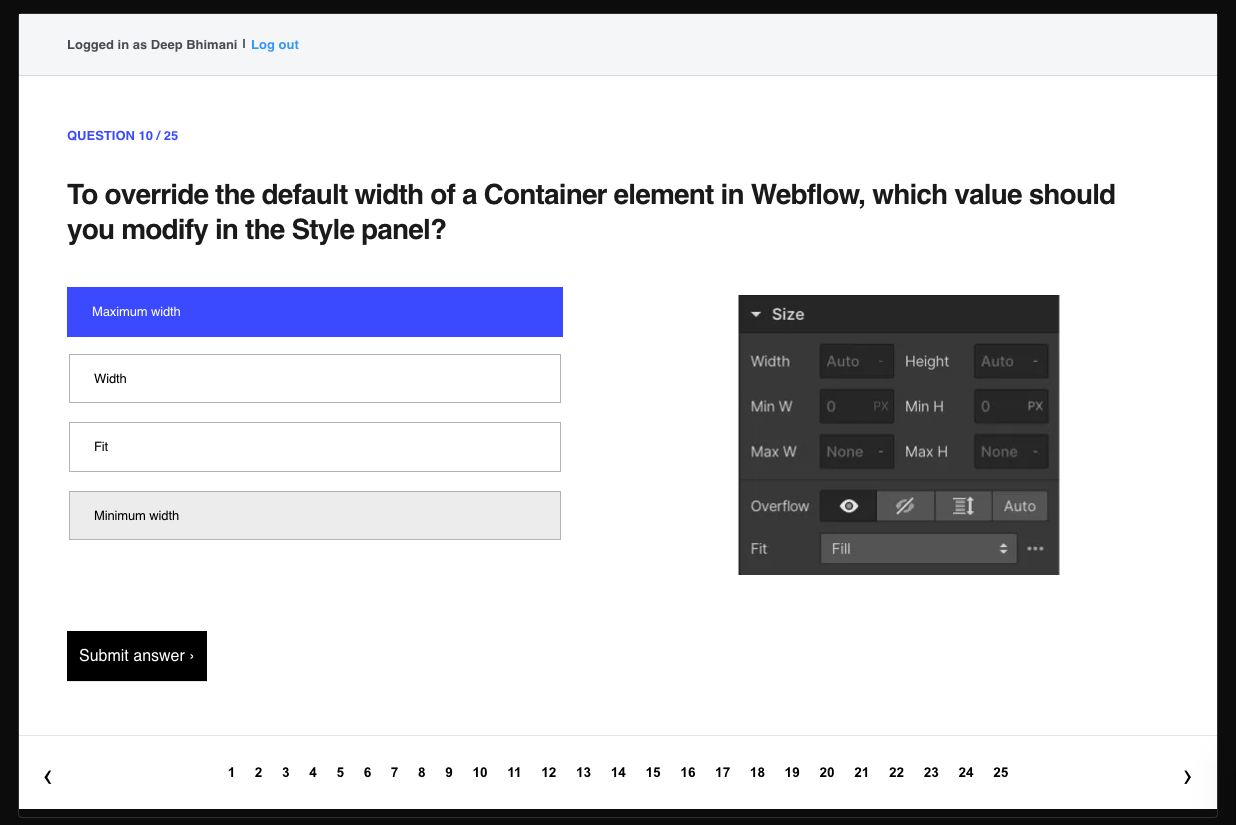 Logged in as Deep Bhimani | Log out
QUESTION 10 / 25
To override the default width of a Container element in Webflow, which value should
you modify in the Style panel?
Maximum width
Width
Fit
Minimum width
Size
Width Auto - Height Auto -
Min W 0 PX Min H 0 PX
Max W None - Max H None -
Overflow Auto
Fit Fill
Submit answer ›
1 2 3 4 5 6 7 8 9 10 11 12 13 14 15 16 17 18 19 20 21 22 23 24 25